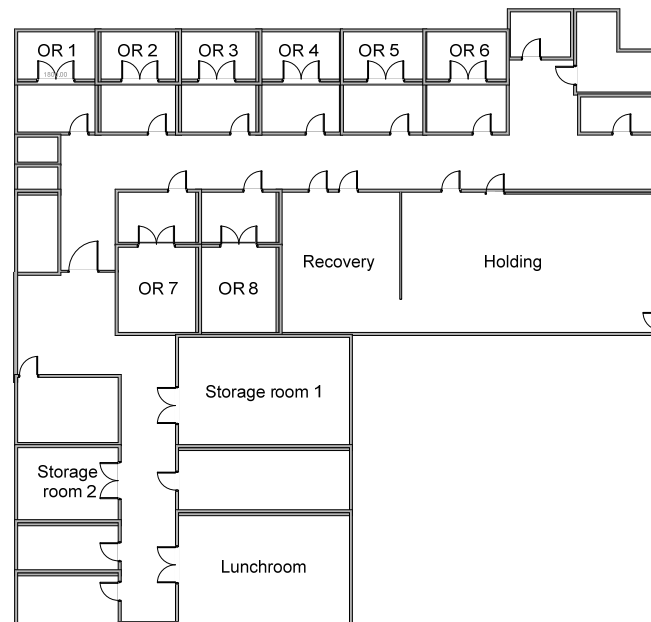 OR 1
OR 2
OR 3
OR 4
OR 5
OR 6
Recovery
Holding
OR 7
OR 8
Storage room 1
Storage
room 2
Lunchroom